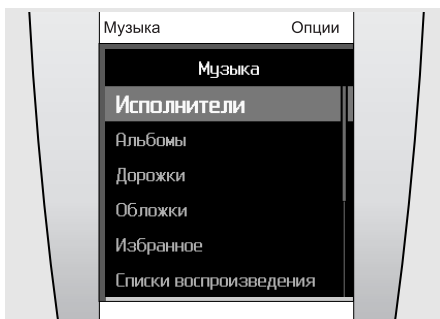 Музыка Опции
Музыка
Исполнители
Альбомы
Дорожки
Обложки
Избранное
Списки воспроизведения